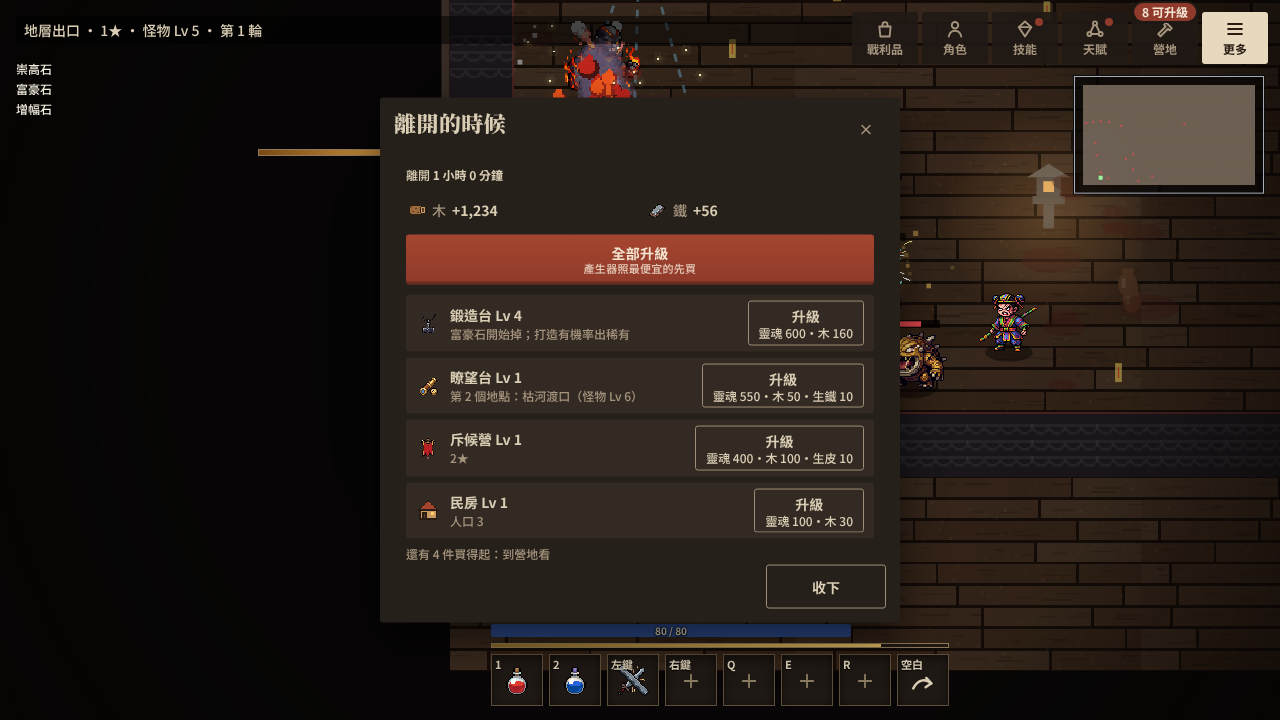 地層出口 · 1★ · 怪物 Lv 5 · 第 1 輪
8 可升級
戰利品
角色
技能
天賦
營地
更多
崇高石
富豪石
增幅石
離開的時候
×
離開 1 小時 0 分鐘
木 +1,234
鐵 +56
全部升級
產生器照最便宜的先買
鍛造台 Lv 4
富豪石開始掉；打造有機率出稀有
升級
靈魂 600 · 木 160
瞭望台 Lv 1
第 2 個地點：枯河渡口（怪物 Lv 6）
升級
靈魂 550 · 木 50 · 生鐵 10
斥候營 Lv 1
2★
升級
靈魂 400 · 木 100 · 生皮 10
民房 Lv 1
人口 3
升級
靈魂 100 · 木 30
還有 4 件買得起：到營地看
收下
80 / 80
1
2
左鍵
右鍵
Q
E
R
空白